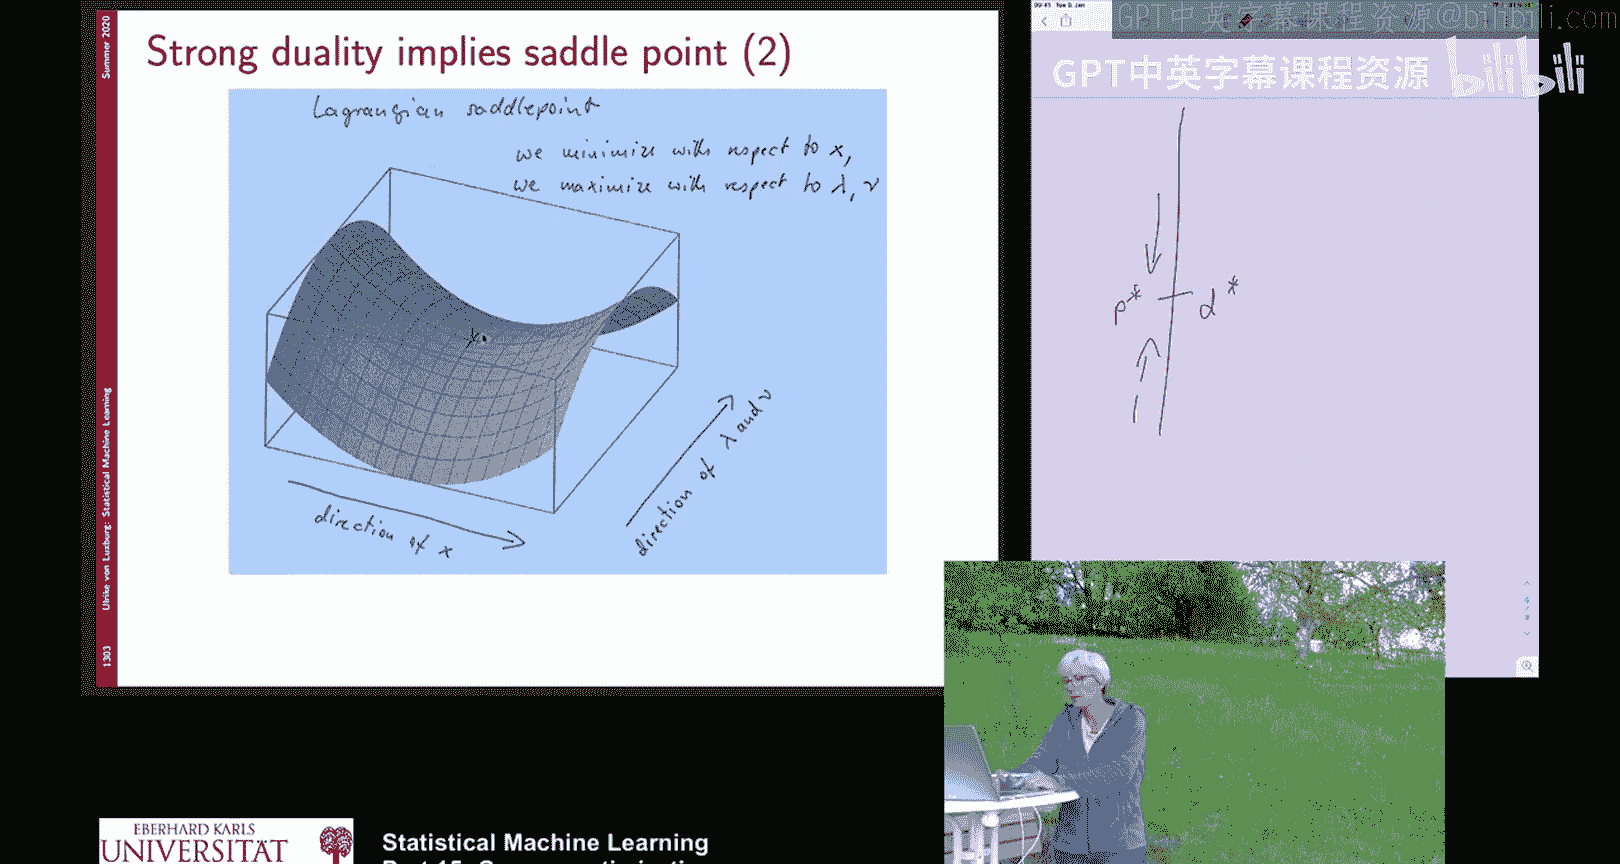 Summer 2020
Ulrike von Luxburg: Statistical Machine Learning
1303
Strong duality implies saddle point (2)
Lagrangian saddlepoint
we minimize with respect to x,
we maximize with respect to λ, ν
direction of x
direction of λ and ν
GPT中英字幕课程资源@bilibili.com
GPT中英字幕课程资源 bilibili
p* d*
EBERHARD KARLS
UNIVERSITÄT
Statistical Machine Learning